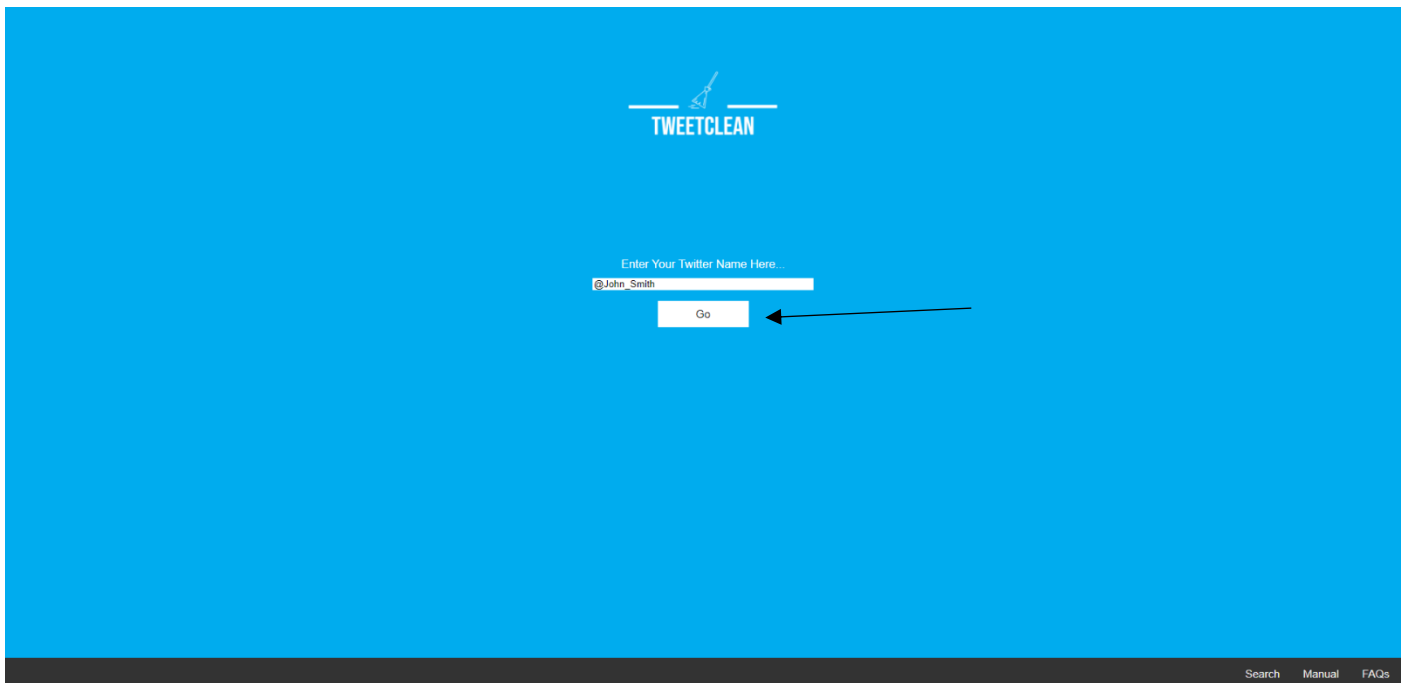 TWEETCLEAN
Enter Your Twitter Name Here...
@John_Smith
Go
Search Manual FAQs